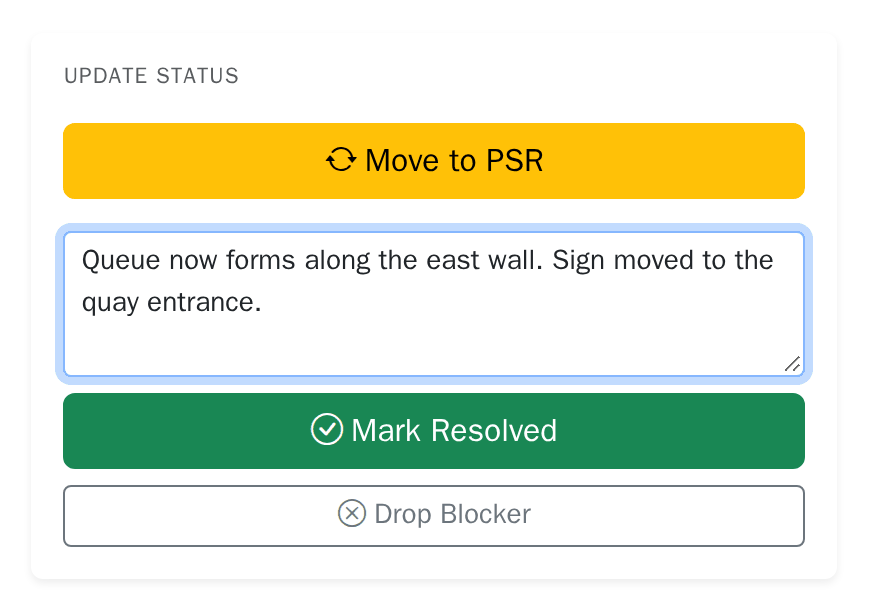 UPDATE STATUS
Move to PSR
Queue now forms along the east wall. Sign moved to the
quay entrance.
Mark Resolved
Drop Blocker